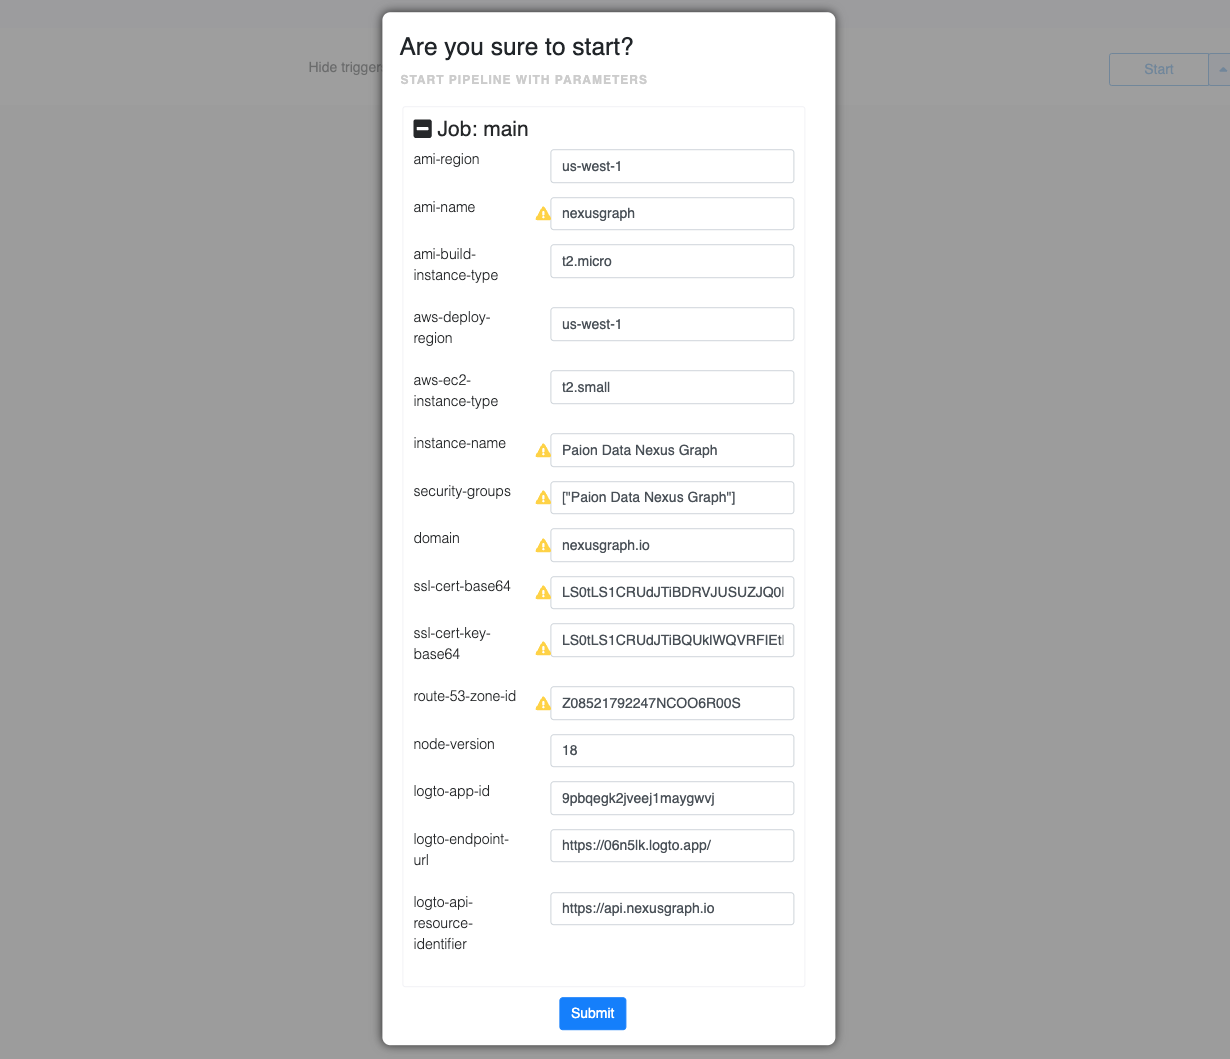 Are you sure to start?
Hide trigger
START PIPELINE WITH PARAMETERS
Start
Job: main
ami-region
us-west-1
ami-name
nexusgraph
ami-build-
instance-type
t2.micro
aws-deploy-
region
us-west-1
aws-ec2-
instance-type
t2.small
instance-name
Paion Data Nexus Graph
security-groups
["Paion Data Nexus Graph"]
domain
nexusgraph.io
ssl-cert-base64
LS0tLS1CRUdJTiBDRVJUSUZJQ0
ssl-cert-key-
base64
LS0tLS1CRUdJTiBQUklWQVRFIEt
route-53-zone-id
Z08521792247NCOO6R00S
node-version
18
logto-app-id
9pbqegk2jveej1maygwvj
logto-endpoint-
url
https://06n5lk.logto.app/
logto-api-
resource-
identifier
https://api.nexusgraph.io
Submit